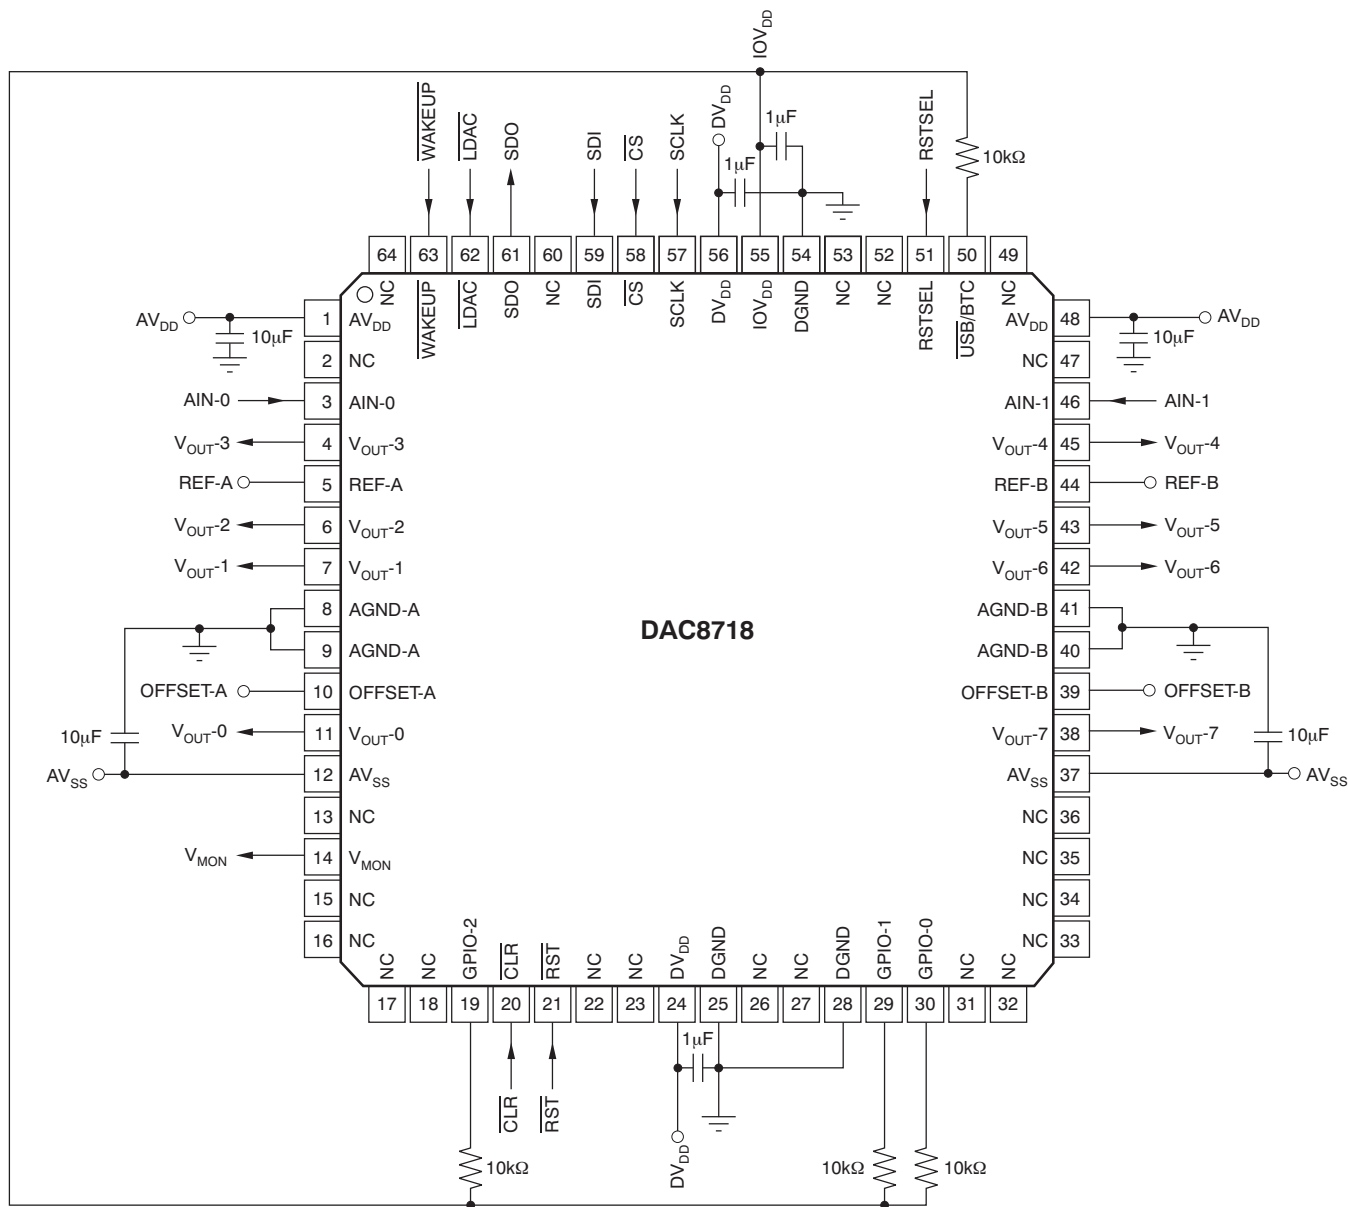 IOVDD
WAKEUP
LDAC
SDO
SDI
CS
SCLK
DVDD
1µF
1µF
RSTSEL
10kΩ
64 63 62 61 60 59 58 57 56 55 54 53 52 51 50 49
NC WAKEUP LDAC SDO NC SDI CS SCLK DVDD IOVDD DGND NC NC RSTSEL USB/BTC NC
AVDD 10µF 1 AVDD
2 NC
AIN-0 3 AIN-0
VOUT-3 4 VOUT-3
REF-A 5 REF-A
VOUT-2 6 VOUT-2
VOUT-1 7 VOUT-1
8 AGND-A
9 AGND-A
OFFSET-A 10 OFFSET-A
10µF VOUT-0 11 VOUT-0
AVSS 12 AVSS
13 NC
VMON 14 VMON
15 NC
16 NC
DAC8718
AVDD 48 10µF AVDD
NC 47
AIN-1 46 AIN-1
VOUT-4 45 VOUT-4
REF-B 44 REF-B
VOUT-5 43 VOUT-5
VOUT-6 42 VOUT-6
AGND-B 41
AGND-B 40
OFFSET-B 39 OFFSET-B
VOUT-7 38 VOUT-7 10µF
AVSS 37 AVSS
NC 36
NC 35
NC 34
NC 33
NC NC GPIO-2 CLR RST NC NC DVDD DGND NC NC DGND GPIO-1 GPIO-0 NC NC
17 18 19 20 21 22 23 24 25 26 27 28 29 30 31 32
1µF
CLR
RST
DVDD
10kΩ
10kΩ
10kΩ